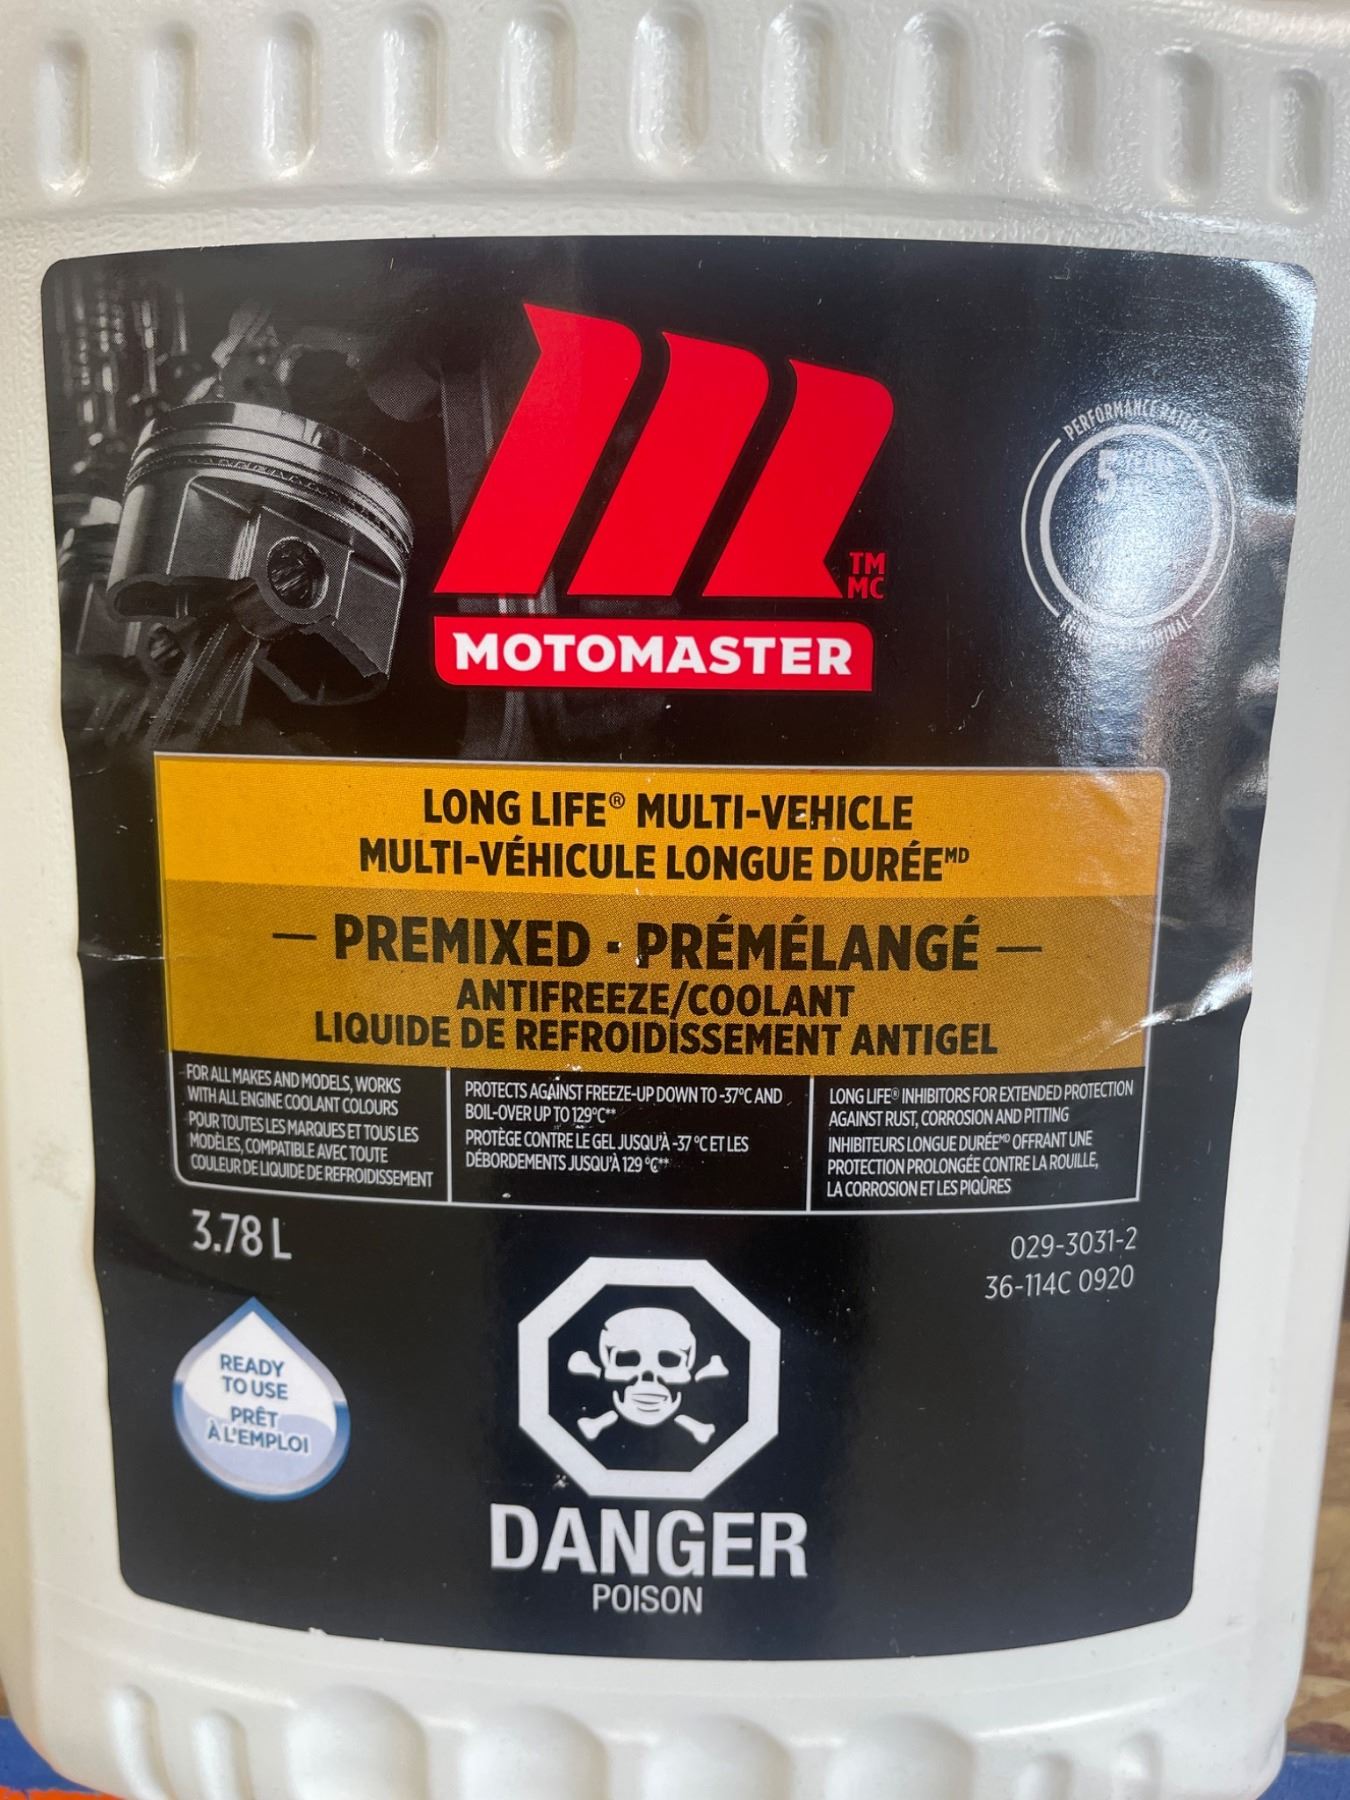 PERFORMANCE
5
TM
MC
MOTOMASTER
LONG LIFE® MULTI-VEHICLE
MULTI-VÉHICULE LONGUE DURÉEᴹᴰ
— PREMIXED · PRÉMÉLANGÉ —
ANTIFREEZE/COOLANT
LIQUIDE DE REFROIDISSEMENT ANTIGEL
FOR ALL MAKES AND MODELS, WORKS
WITH ALL ENGINE COOLANT COLOURS
POUR TOUTES LES MARQUES ET TOUS LES
MODÈLES, COMPATIBLE AVEC TOUTE
COULEUR DE LIQUIDE DE REFROIDISSEMENT
PROTECTS AGAINST FREEZE-UP DOWN TO -37°C AND
BOIL-OVER UP TO 129°C**
PROTÈGE CONTRE LE GEL JUSQU'À -37 °C ET LES
DÉBORDEMENTS JUSQU'À 129 °C**
LONG LIFE® INHIBITORS FOR EXTENDED PROTECTION
AGAINST RUST, CORROSION AND PITTING
INHIBITEURS LONGUE DURÉEᴹᴰ OFFRANT UNE
PROTECTION PROLONGÉE CONTRE LA ROUILLE,
LA CORROSION ET LES PIQÛRES
3.78 L
029-3031-2
36-114C 0920
READY
TO USE
PRÊT
À L'EMPLOI
DANGER
POISON